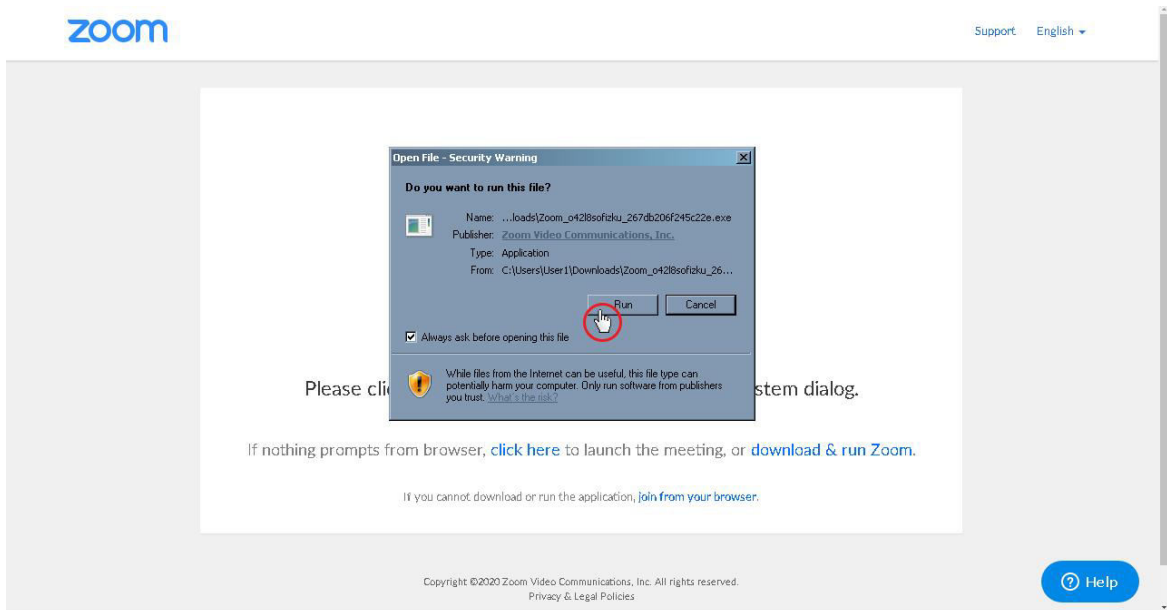 zoom
Support English
Open File - Security Warning
Do you want to run this file?
Name: ...loads\Zoom_o42l8sofizku_267db206f245c22e.exe
Publisher: Zoom Video Communications, Inc.
Type: Application
From: C:\Users\User1\Downloads\Zoom_o42l8sofizku_26...
Run Cancel
Always ask before opening this file
While files from the Internet can be useful, this file type can
potentially harm your computer. Only run software from publishers
you trust. What's the risk?
Please cli stem dialog.
If nothing prompts from browser, click here to launch the meeting, or download & run Zoom.
If you cannot download or run the application, join from your browser.
Copyright ©2020 Zoom Video Communications, Inc. All rights reserved.
Privacy & Legal Policies
Help